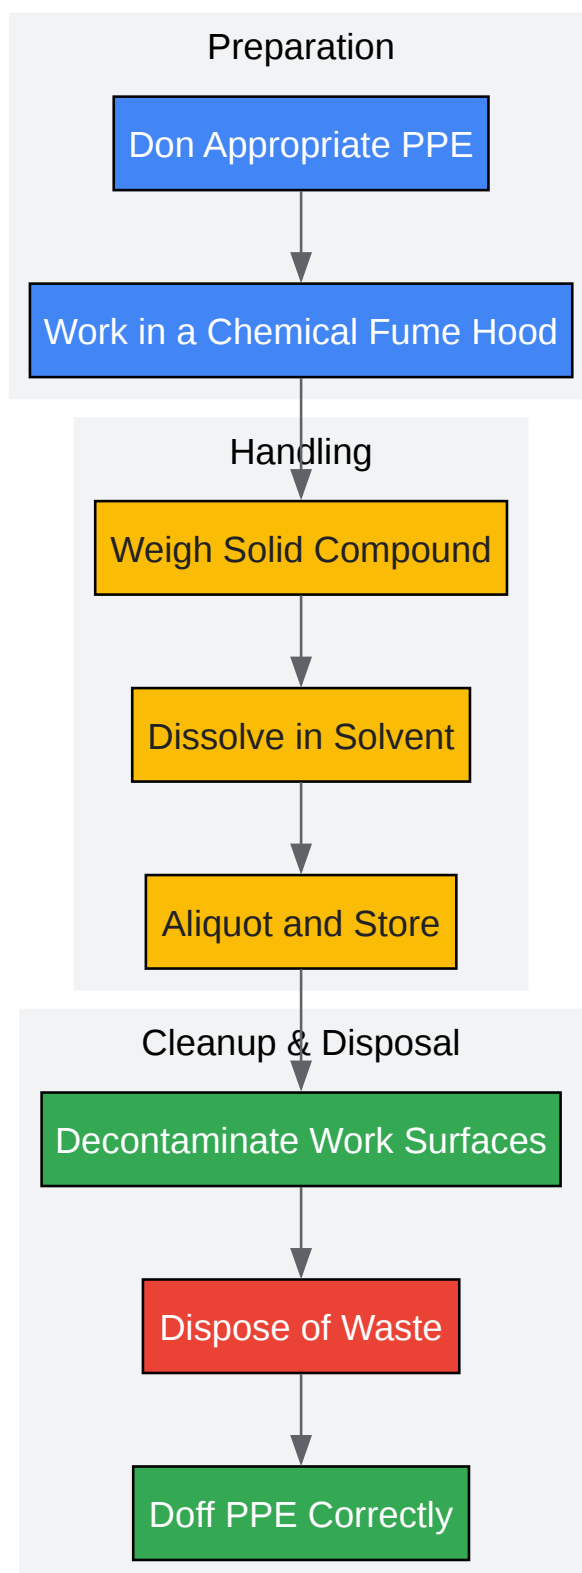 Preparation
Don Appropriate PPE
Work in a Chemical Fume Hood
Handling
Weigh Solid Compound
Dissolve in Solvent
Aliquot and Store
Cleanup & Disposal
Decontaminate Work Surfaces
Dispose of Waste
Doff PPE Correctly